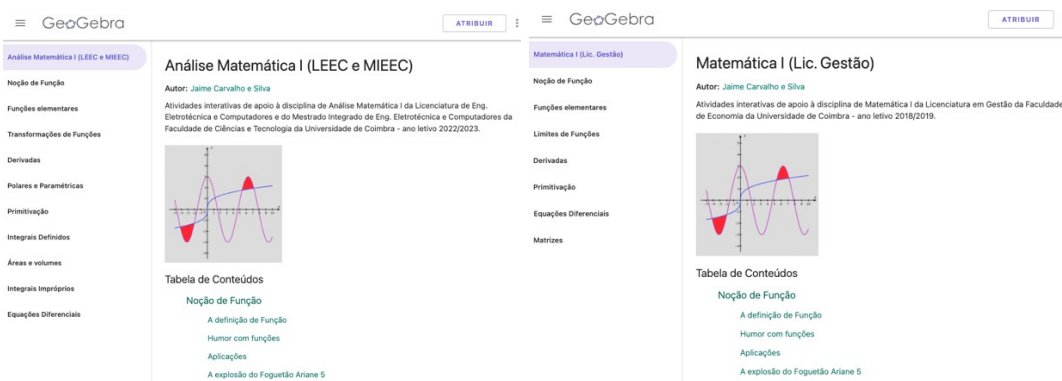 GeoGebra
ATRIBUIR
Análise Matemática I (LEEC e MIEEC)
Noção de Função
Funções elementares
Transformações de Funções
Derivadas
Polares e Paramétricas
Primitivação
Integrais Definidos
Áreas e volumes
Integrais Impróprios
Equações Diferenciais
Análise Matemática I (LEEC e MIEEC)
Autor: Jaime Carvalho e Silva
Atividades interativas de apoio à disciplina de Análise Matemática I da Licenciatura de Eng.
Eletrotécnica e Computadores e do Mestrado Integrado de Eng. Eletrotécnica e Computadores da
Faculdade de Ciências e Tecnologia da Universidade de Coimbra - ano letivo 2022/2023.
Tabela de Conteúdos
Noção de Função
A definição de Função
Humor com funções
Aplicações
A explosão do Foguetão Ariane 5
GeoGebra
ATRIBUIR
Matemática I (Lic. Gestão)
Noção de Função
Funções elementares
Limites de Funções
Derivadas
Primitivação
Equações Diferenciais
Matrizes
Matemática I (Lic. Gestão)
Autor: Jaime Carvalho e Silva
Atividades interativas de apoio à disciplina de Matemática I da Licenciatura em Gestão da Faculdade
de Economia da Universidade de Coimbra - ano letivo 2018/2019.
Tabela de Conteúdos
Noção de Função
A definição de Função
Humor com funções
Aplicações
A explosão do Foguetão Ariane 5